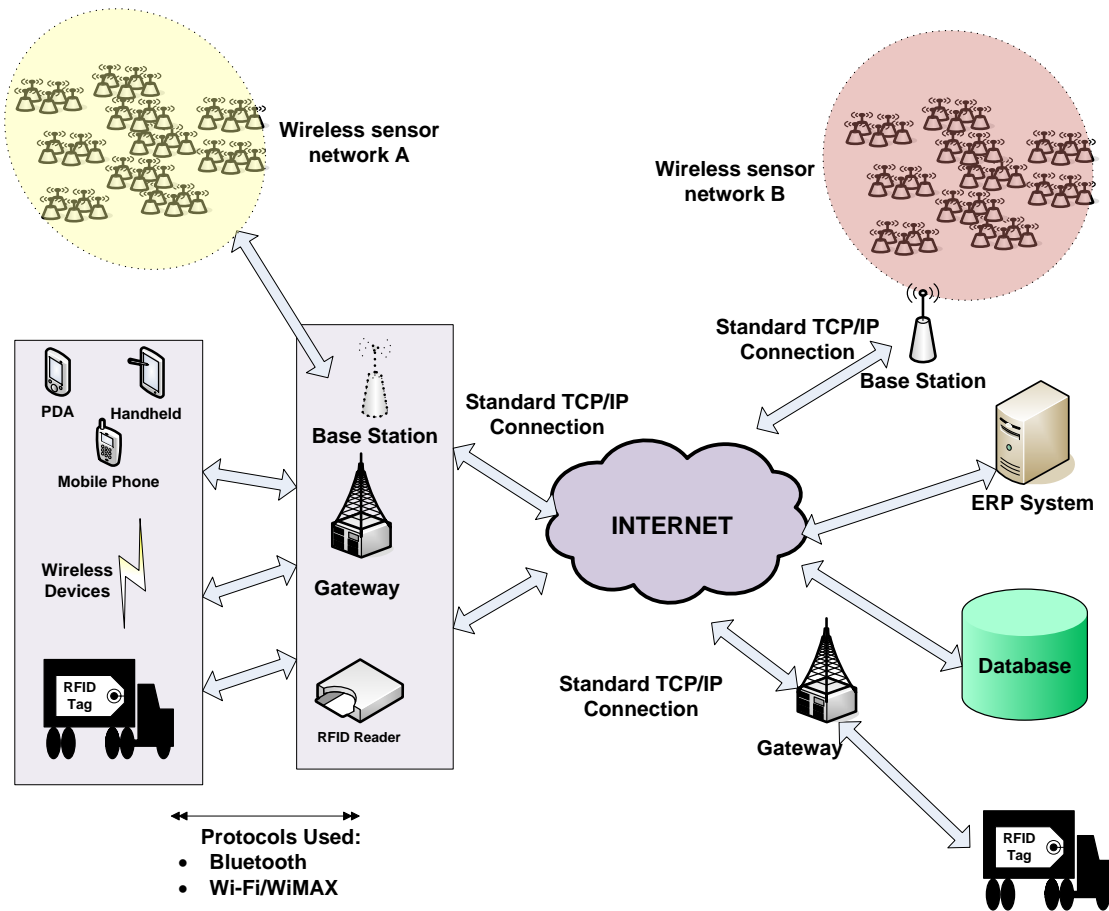 Wireless sensor
network A
Wireless sensor
network B
Standard TCP/IP
Connection
Base Station
PDA
Handheld
Mobile Phone
Wireless
Devices
RFID
Tag
Base Station
Gateway
RFID Reader
Standard TCP/IP
Connection
INTERNET
ERP System
Database
Standard TCP/IP
Connection
Gateway
RFID
Tag
Protocols Used:
• Bluetooth
• Wi-Fi/WiMAX